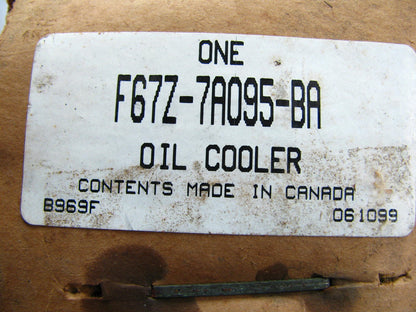 ONE
F67Z-7A095-BA
OIL COOLER
CONTENTS MADE IN CANADA
B969F 061099